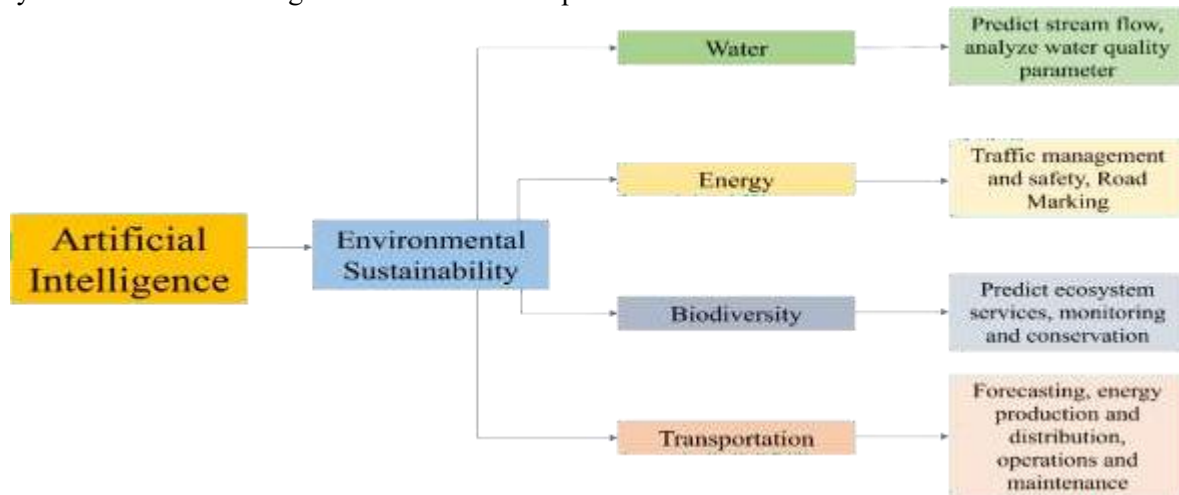 Artificial
Intelligence
Environmental
Sustainability
Water
Predict stream flow,
analyze water quality
parameter
Energy
Traffic management
and safety, Road
Marking
Biodiversity
Predict ecosystem
services, monitoring
and conservation
Transportation
Forecasting, energy
production and
distribution,
operations and
maintenance